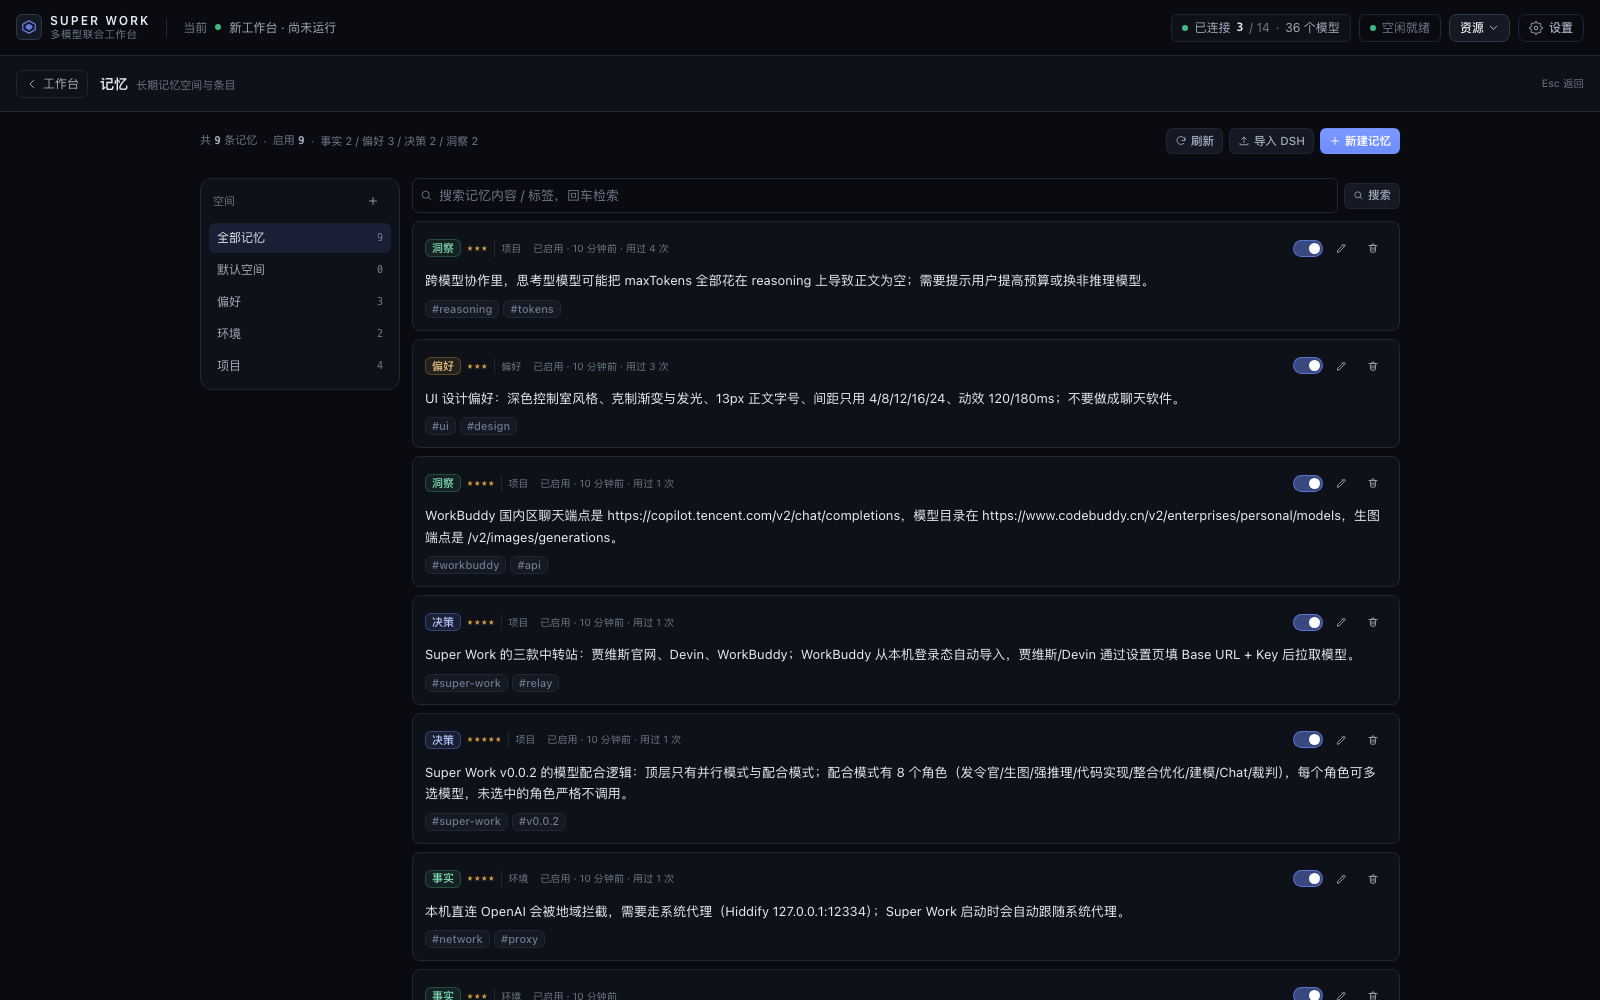 SUPER WORK
多模型联合工作台
当前 新工作台 · 尚未运行
已连接 3 / 14 · 36 个模型
空闲就绪
资源
设置
工作台
记忆 长期记忆空间与条目
Esc 返回
共 9 条记忆 · 启用 9 · 事实 2 / 偏好 3 / 决策 2 / 洞察 2
刷新
导入 DSH
新建记忆
空间
全部记忆 9
默认空间 0
偏好 3
环境 2
项目 4
搜索记忆内容 / 标签，回车检索
搜索
洞察 ★★★ 项目 已启用 · 10 分钟前 · 用过 4 次
跨模型协作里，思考型模型可能把 maxTokens 全部花在 reasoning 上导致正文为空；需要提示用户提高预算或换非推理模型。
#reasoning #tokens
偏好 ★★★ 偏好 已启用 · 10 分钟前 · 用过 3 次
UI 设计偏好：深色控制室风格、克制渐变与发光、13px 正文字号、间距只用 4/8/12/16/24、动效 120/180ms；不要做成聊天软件。
#ui #design
洞察 ★★★★ 项目 已启用 · 10 分钟前 · 用过 1 次
WorkBuddy 国内区聊天端点是 https://copilot.tencent.com/v2/chat/completions，模型目录在 https://www.codebuddy.cn/v2/enterprises/personal/models，生图
端点是 /v2/images/generations。
#workbuddy #api
决策 ★★★★ 项目 已启用 · 10 分钟前 · 用过 1 次
Super Work 的三款中转站：贾维斯官网、Devin、WorkBuddy；WorkBuddy 从本机登录态自动导入，贾维斯/Devin 通过设置页填 Base URL + Key 后拉取模型。
#super-work #relay
决策 ★★★★★ 项目 已启用 · 10 分钟前 · 用过 1 次
Super Work v0.0.2 的模型配合逻辑：顶层只有并行模式与配合模式；配合模式有 8 个角色（发令官/生图/强推理/代码实现/整合优化/建模/Chat/裁判），每个角色可多
选模型，未选中的角色严格不调用。
#super-work #v0.0.2
事实 ★★★★ 环境 已启用 · 10 分钟前 · 用过 1 次
本机直连 OpenAI 会被地域拦截，需要走系统代理（Hiddify 127.0.0.1:12334）；Super Work 启动时会自动跟随系统代理。
#network #proxy
事实 ★★★ 环境 已启用 · 10 分钟前